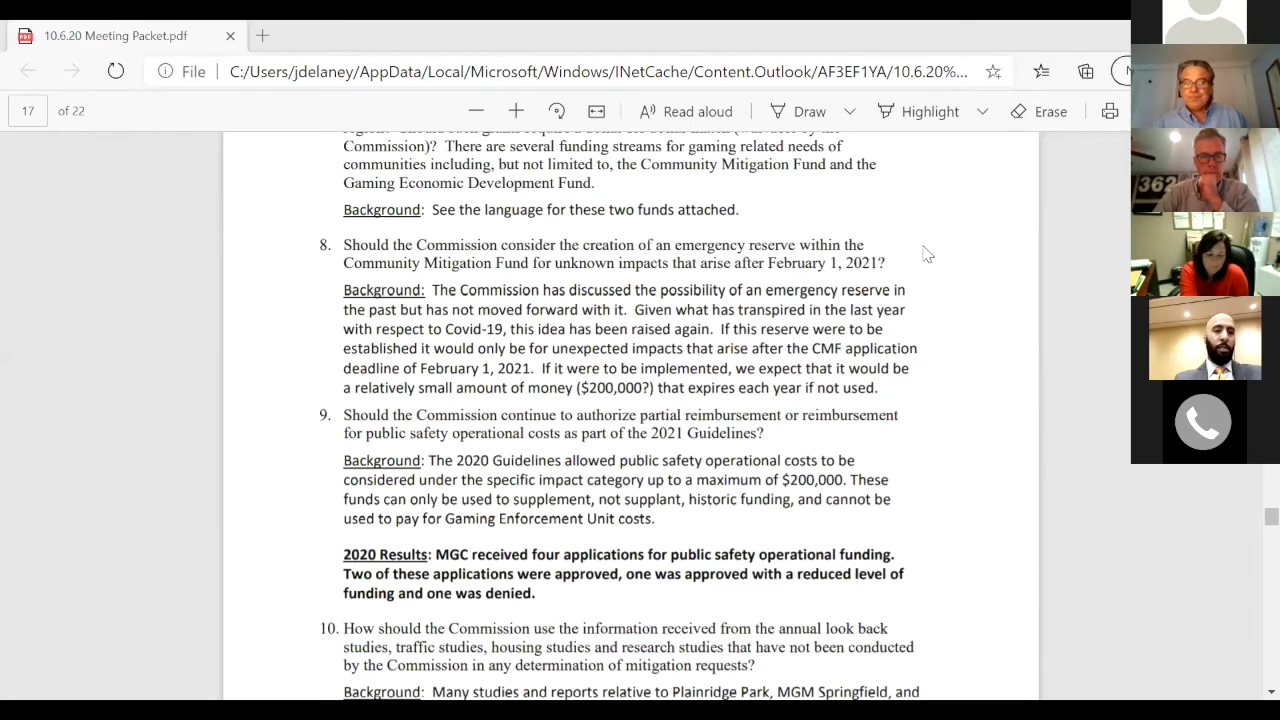 10.6.20 Meeting Packet.pdf
File C:/Users/jdelaney/AppData/Local/Microsoft/Windows/INetCache/Content.Outlook/AF3EF1YA/10.6.20%...
17 of 22 Read aloud Draw Highlight Erase
Commission)? There are several funding streams for gaming related needs of
communities including, but not limited to, the Community Mitigation Fund and the
Gaming Economic Development Fund.
Background: See the language for these two funds attached.
8. Should the Commission consider the creation of an emergency reserve within the
Community Mitigation Fund for unknown impacts that arise after February 1, 2021?
Background: The Commission has discussed the possibility of an emergency reserve in
the past but has not moved forward with it. Given what has transpired in the last year
with respect to Covid-19, this idea has been raised again. If this reserve were to be
established it would only be for unexpected impacts that arise after the CMF application
deadline of February 1, 2021. If it were to be implemented, we expect that it would be
a relatively small amount of money ($200,000?) that expires each year if not used.
9. Should the Commission continue to authorize partial reimbursement or reimbursement
for public safety operational costs as part of the 2021 Guidelines?
Background: The 2020 Guidelines allowed public safety operational costs to be
considered under the specific impact category up to a maximum of $200,000. These
funds can only be used to supplement, not supplant, historic funding, and cannot be
used to pay for Gaming Enforcement Unit costs.
2020 Results: MGC received four applications for public safety operational funding.
Two of these applications were approved, one was approved with a reduced level of
funding and one was denied.
10. How should the Commission use the information received from the annual look back
studies, traffic studies, housing studies and research studies that have not been conducted
by the Commission in any determination of mitigation requests?
Background: Many studies and reports relative to Plainridge Park, MGM Springfield, and
362